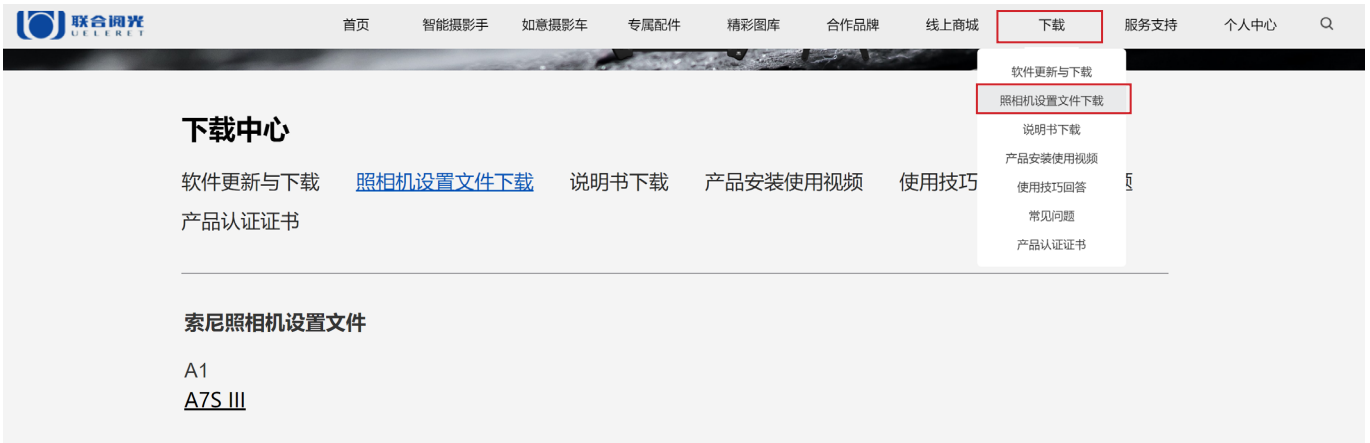 联合阅光
UELERET
首页 智能摄影手 如意摄影车 专属配件 精彩图库 合作品牌 线上商城 下载 服务支持 个人中心
软件更新与下载
照相机设置文件下载
说明书下载
产品安装使用视频
使用技巧回答
常见问题
产品认证证书
下载中心
软件更新与下载 照相机设置文件下载 说明书下载 产品安装使用视频 使用技巧
产品认证证书
索尼照相机设置文件
A1
A7S III